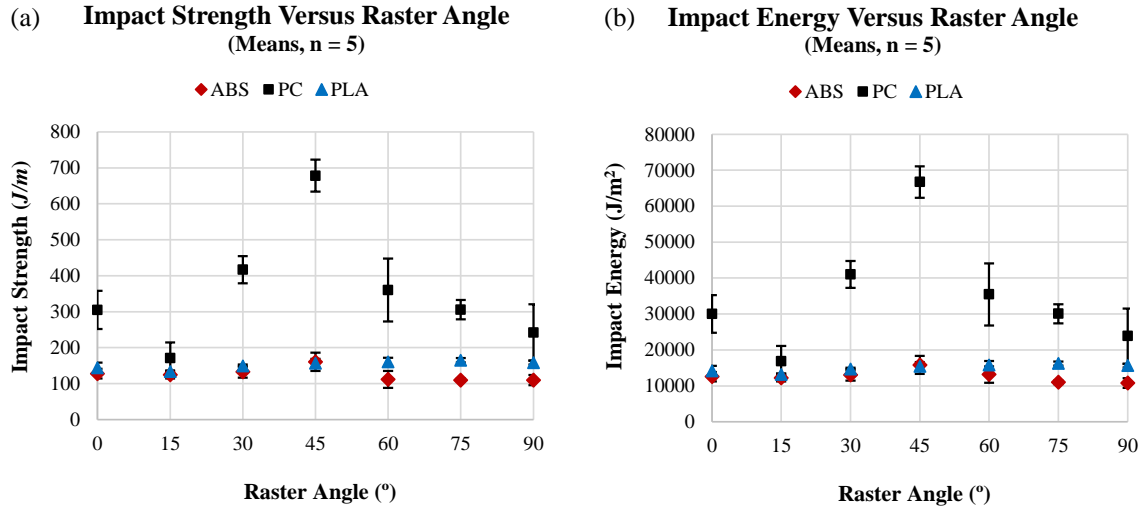 (a)
Impact Strength Versus Raster Angle
(Means, n = 5)
ABS PC PLA
Impact Strength (J/m)
800
700
600
500
400
300
200
100
0
0 15 30 45 60 75 90
Raster Angle (º)
(b)
Impact Energy Versus Raster Angle
(Means, n = 5)
ABS PC PLA
Impact Energy (J/m²)
80000
70000
60000
50000
40000
30000
20000
10000
0
0 15 30 45 60 75 90
Raster Angle (º)